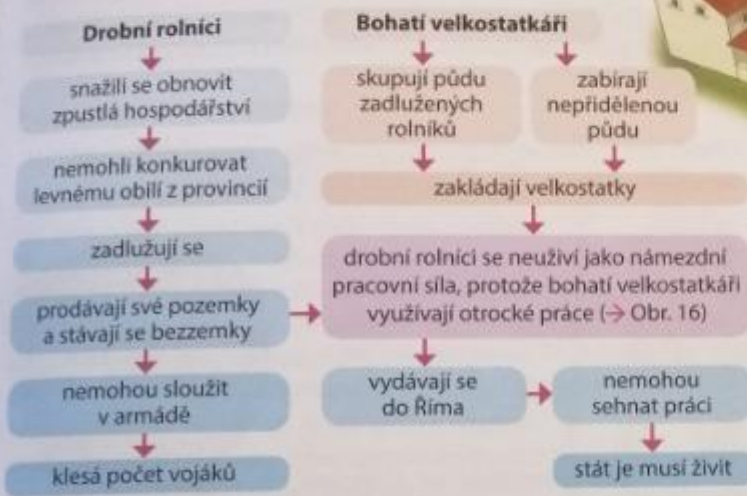 Drobní rolníci
snažili se obnovit
zpustlá hospodářství
nemohli konkurovat
levnému obilí z provincií
zadlužují se
prodávají své pozemky
a stávají se bezzemky
nemohou sloužit
v armádě
klesá počet vojáků
Bohatí velkostatkáři
skupují půdu
zadlužených
rolníků
zabírají
nepřidělenou
půdu
zakládají velkostatky
drobní rolníci se neuživí jako námezdní
pracovní síla, protože bohatí velkostatkáři
využívají otrocké práce (→ Obr. 16)
vydávají se
do Říma
nemohou
sehnat práci
stát je musí živit